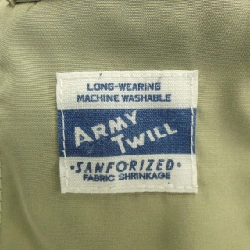 LONG-WEARING
MACHINE WASHABLE
ARMY
TWILL
·SANFORIZED·
FABRIC SHRINKAGE